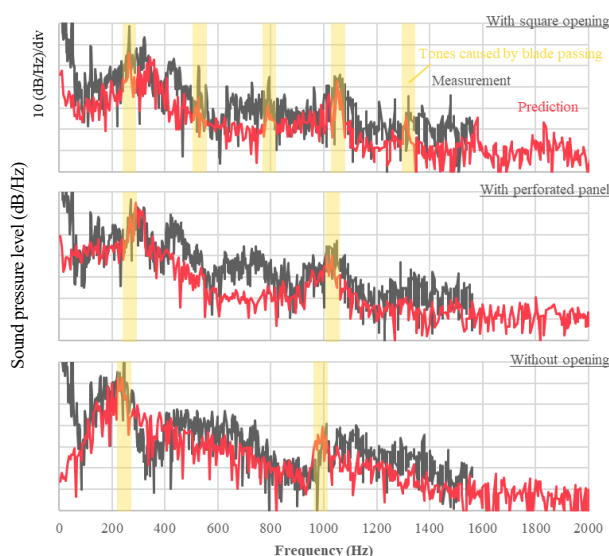 With square opening
Tones caused by blade passing
Measurement
Prediction
10 (dB/Hz)/div
With perforated panel
Sound pressure level (dB/Hz)
Without opening
0 200 400 600 800 1000 1200 1400 1600 1800 2000
Frequency (Hz)